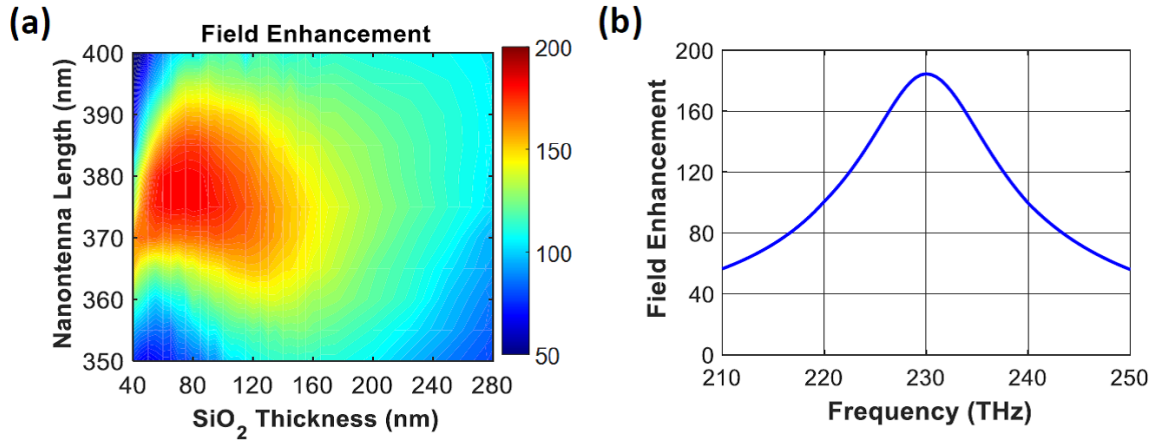 (a)
Field Enhancement
Nanontenna Length (nm)
400
390
380
370
360
350
40 80 120 160 200 240 280
SiO2 Thickness (nm)
200
150
100
50
(b)
Field Enhancement
200
160
120
80
40
0
210 220 230 240 250
Frequency (THz)